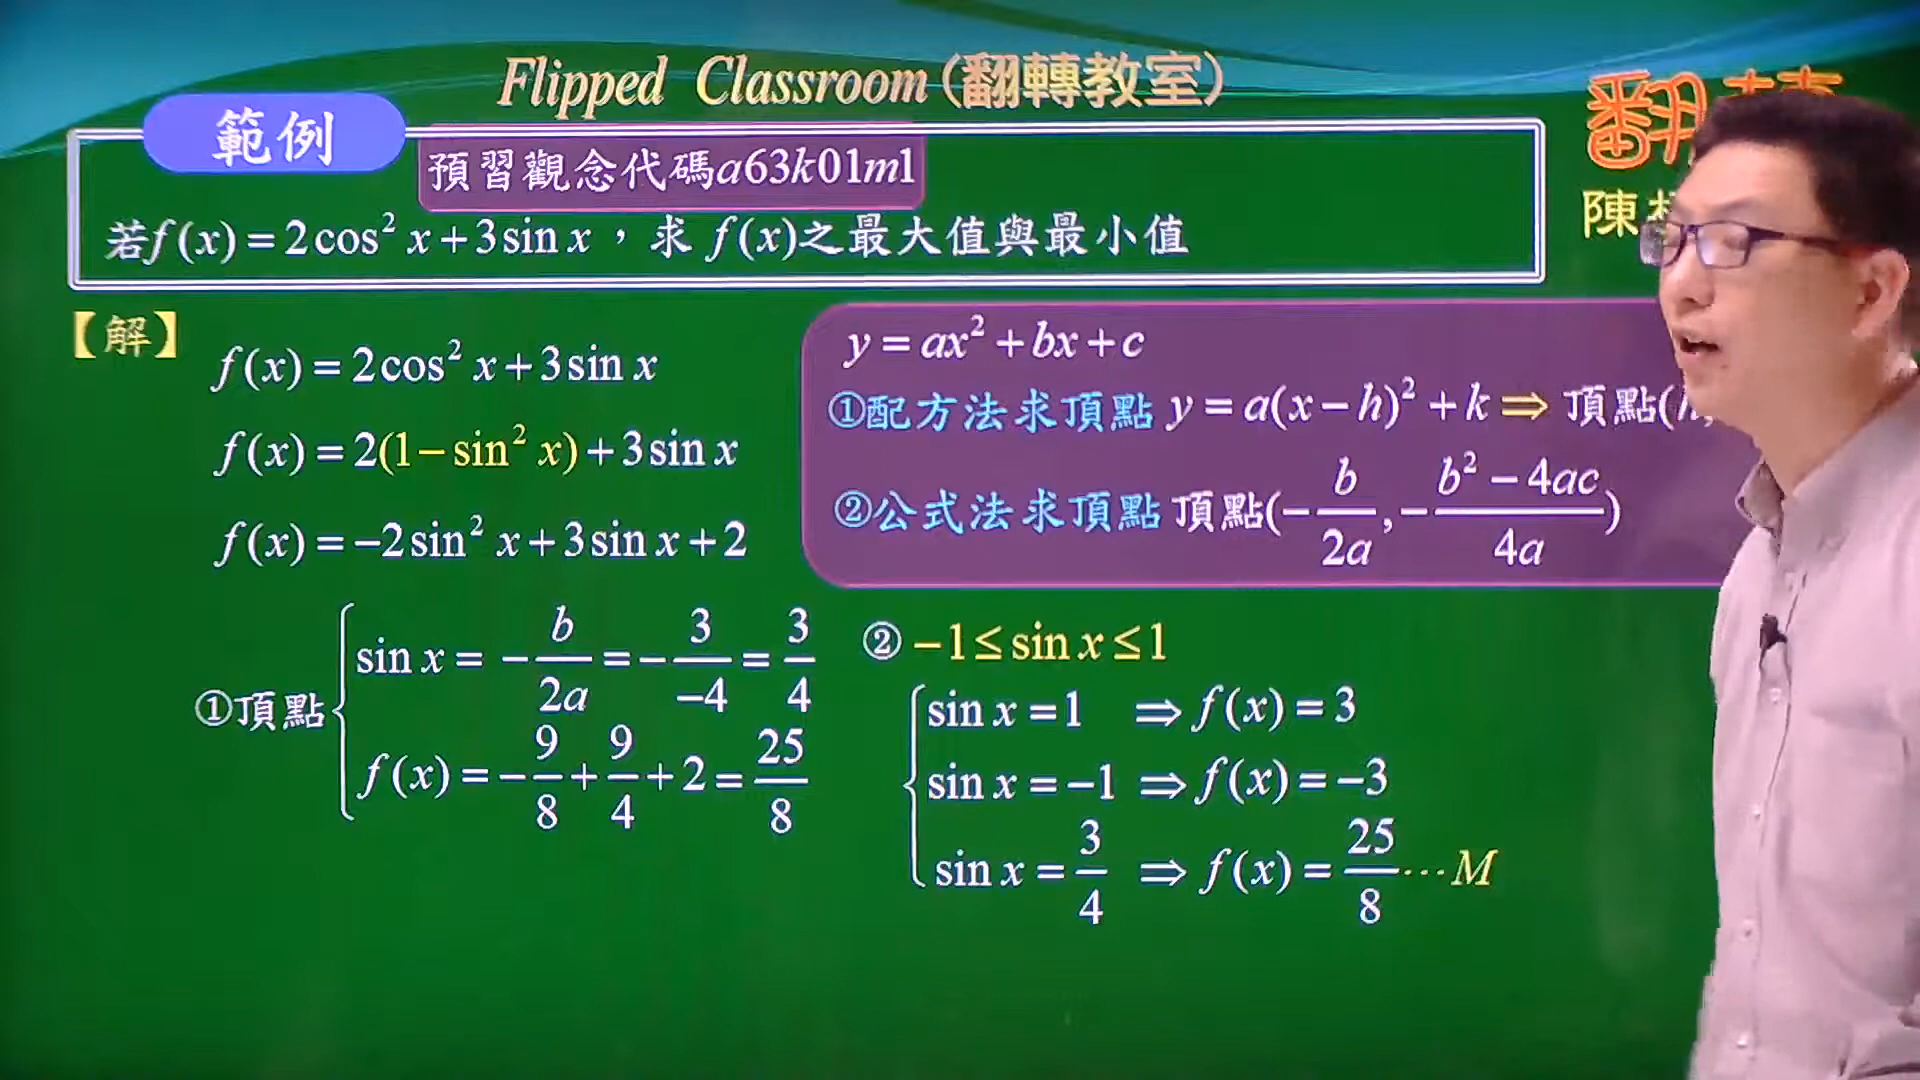 Flipped Classroom(翻轉教室)
翻
陳
範例
預習觀念代碼a63k01m1
若f(x)=2cos² x+3sin x,求 f(x)之最大值與最小值
【解】
f(x)=2cos² x+3sin x
f(x)=2(1−sin² x)+3sin x
f(x)=−2sin² x+3sin x+2
y=ax²+bx+c
①配方法求頂點 y=a(x−h)²+k⇒ 頂點(h,
②公式法求頂點 頂點(−b/2a,−(b²−4ac)/4a)
①頂點
sin x= −b/2a=−3/−4=3/4
f(x)=−9/8+9/4+2=25/8
② −1≤sin x≤1
sin x=1 ⇒f(x)=3
sin x=−1 ⇒f(x)=−3
sin x=3/4 ⇒f(x)=25/8⋯M